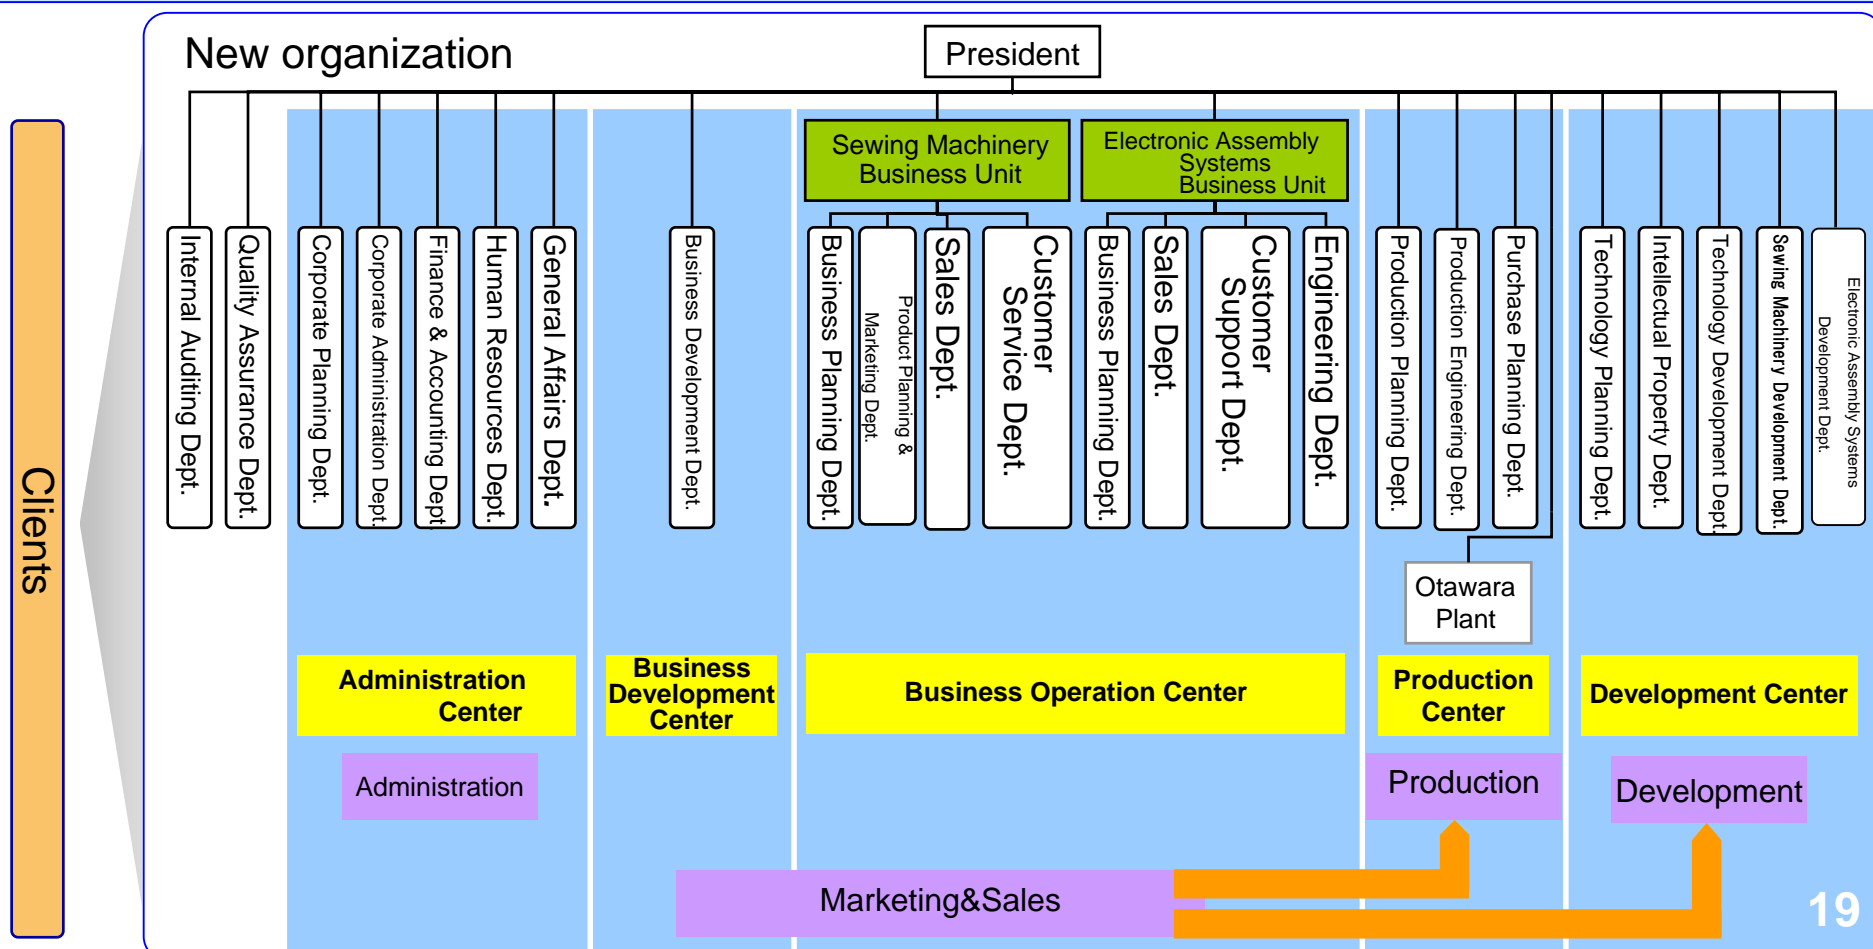 New organization
President
Clients
Sewing Machinery
Business Unit
Electronic Assembly
Systems
Business Unit
Internal Auditing Dept.
Quality Assurance Dept.
Corporate Planning Dept.
Corporate Administration Dept.
Finance & Accounting Dept.
Human Resources Dept.
General Affairs Dept.
Business Development Dept.
Business Planning Dept.
Product Planning &
Marketing Dept.
Sales Dept.
Customer
Service Dept.
Business Planning Dept.
Sales Dept.
Customer
Support Dept.
Engineering Dept.
Production Planning Dept.
Production Engineering Dept.
Purchase Planning Dept.
Technology Planning Dept.
Intellectual Property Dept.
Technology Development Dept.
Sewing Machinery Development Dept.
Electronic Assembly Systems
Development Dept.
Otawara
Plant
Administration
Center
Business
Development
Center
Business Operation Center
Production
Center
Development Center
Administration
Production
Development
Marketing&Sales
19